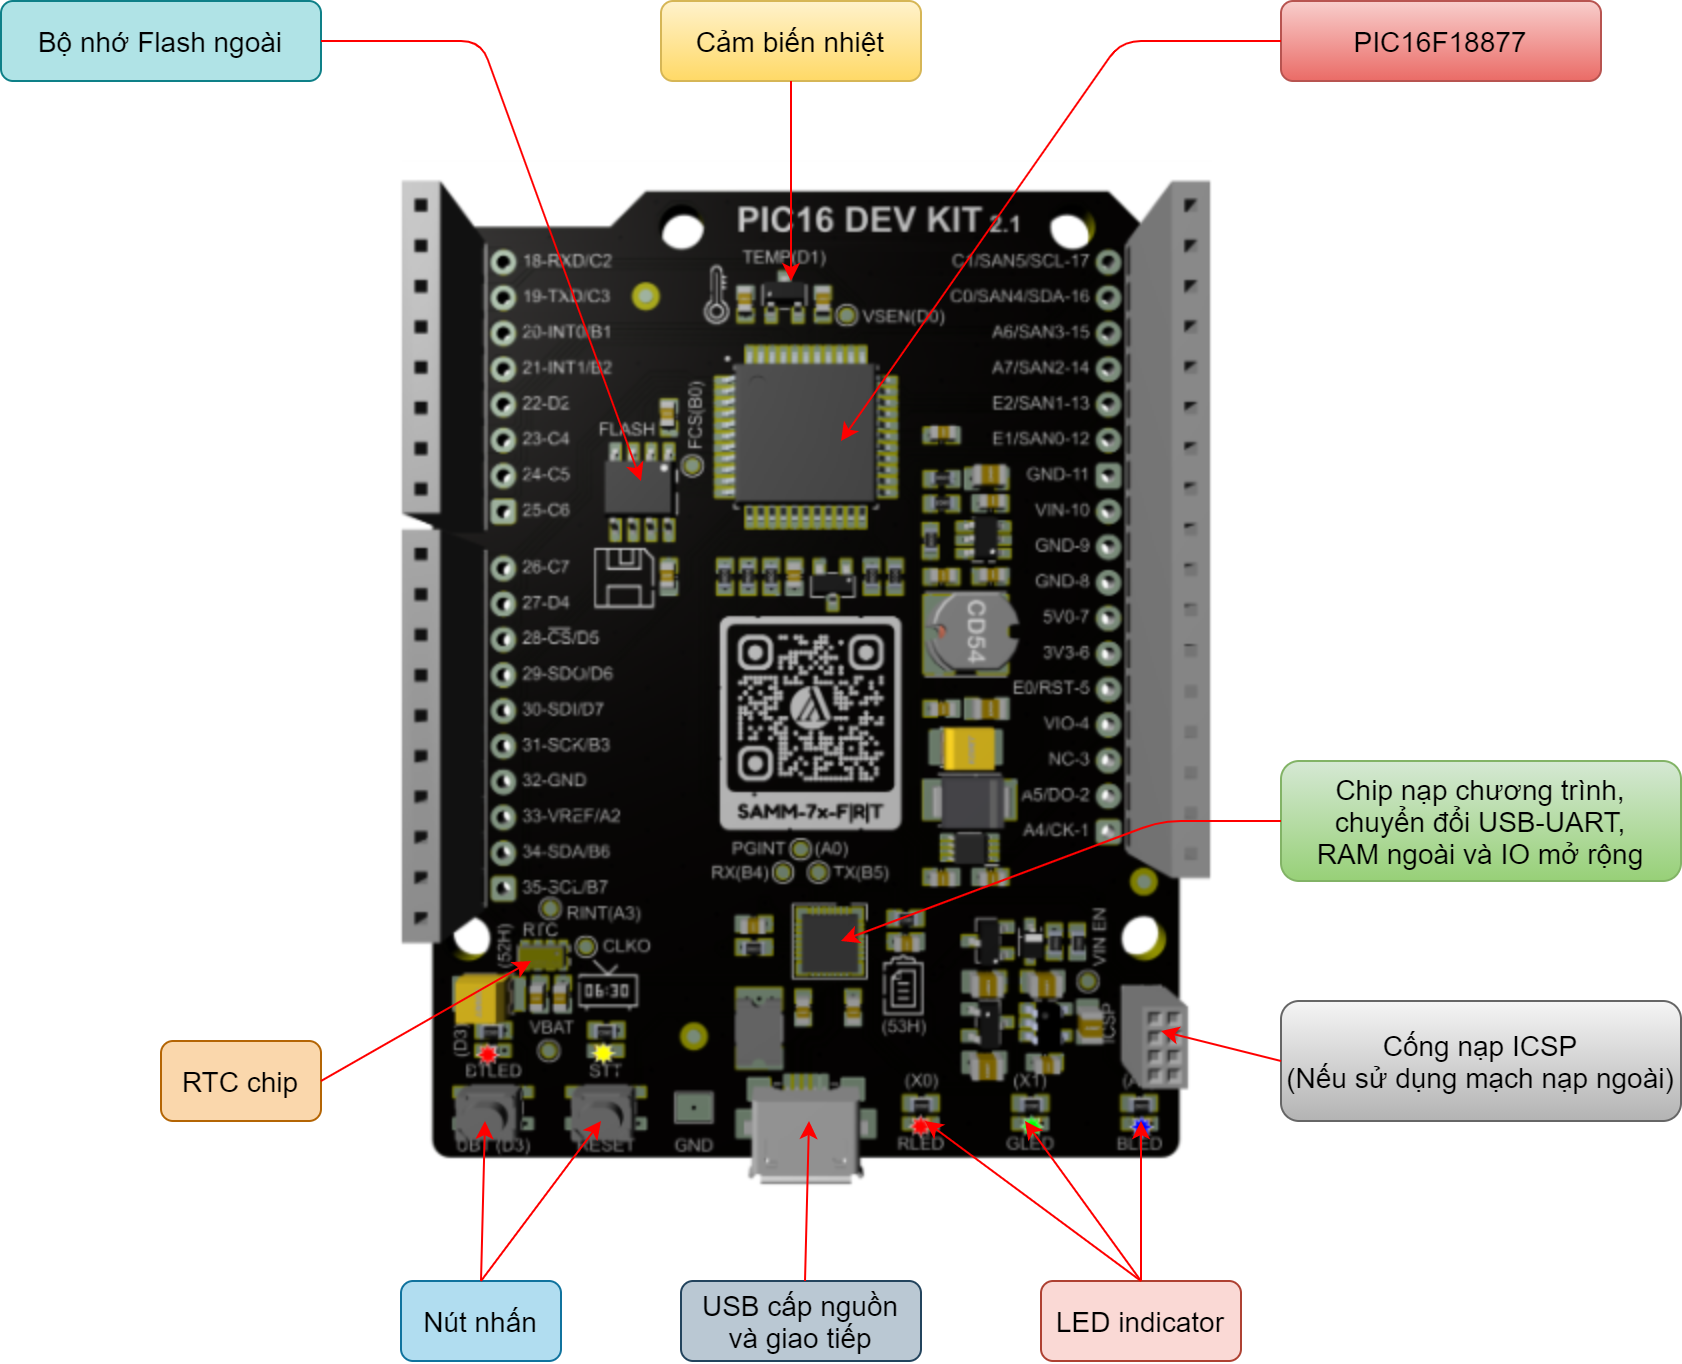 Bộ nhớ Flash ngoài
Cảm biến nhiệt
PIC16F18877
PIC16 DEV KIT 2.1
TEMP(D1)
VSEN(D0)
18-RXD/C2
19-TXD/C3
20-INT0/B1
21-INT1/B2
22-D2
23-C4
24-C5
25-C6
26-C7
27-D4
28-CS/D5
29-SDO/D6
30-SDI/D7
31-SCK/B3
32-GND
33-VREF/A2
34-SDA/B6
35-SCL/B7
C1/SAN5/SCL-17
C0/SAN4/SDA-16
A6/SAN3-15
A7/SAN2-14
E2/SAN1-13
E1/SAN0-12
GND-11
VIN-10
GND-9
GND-8
5V0-7
3V3-6
E0/RST-5
VIO-4
NC-3
A5/DO-2
A4/CK-1
FLASH
FCS(B0)
CD54
SAMM-7x-F|R|T
PGINT (A0)
RX(B4) TX(B5)
RINT(A3)
RTC
(52H)
CLKO
06:30
VBAT
(D3)
BTLED
STT
UBT(D3)
RESET
GND
(53H)
VIN EN
ICSP
(X0)
(X1)
RLED
GLED
BLED
Chip nạp chương trình,
chuyển đổi USB-UART,
RAM ngoài và IO mở rộng
RTC chip
Cổng nạp ICSP
(Nếu sử dụng mạch nạp ngoài)
Nút nhấn
USB cấp nguồn
và giao tiếp
LED indicator